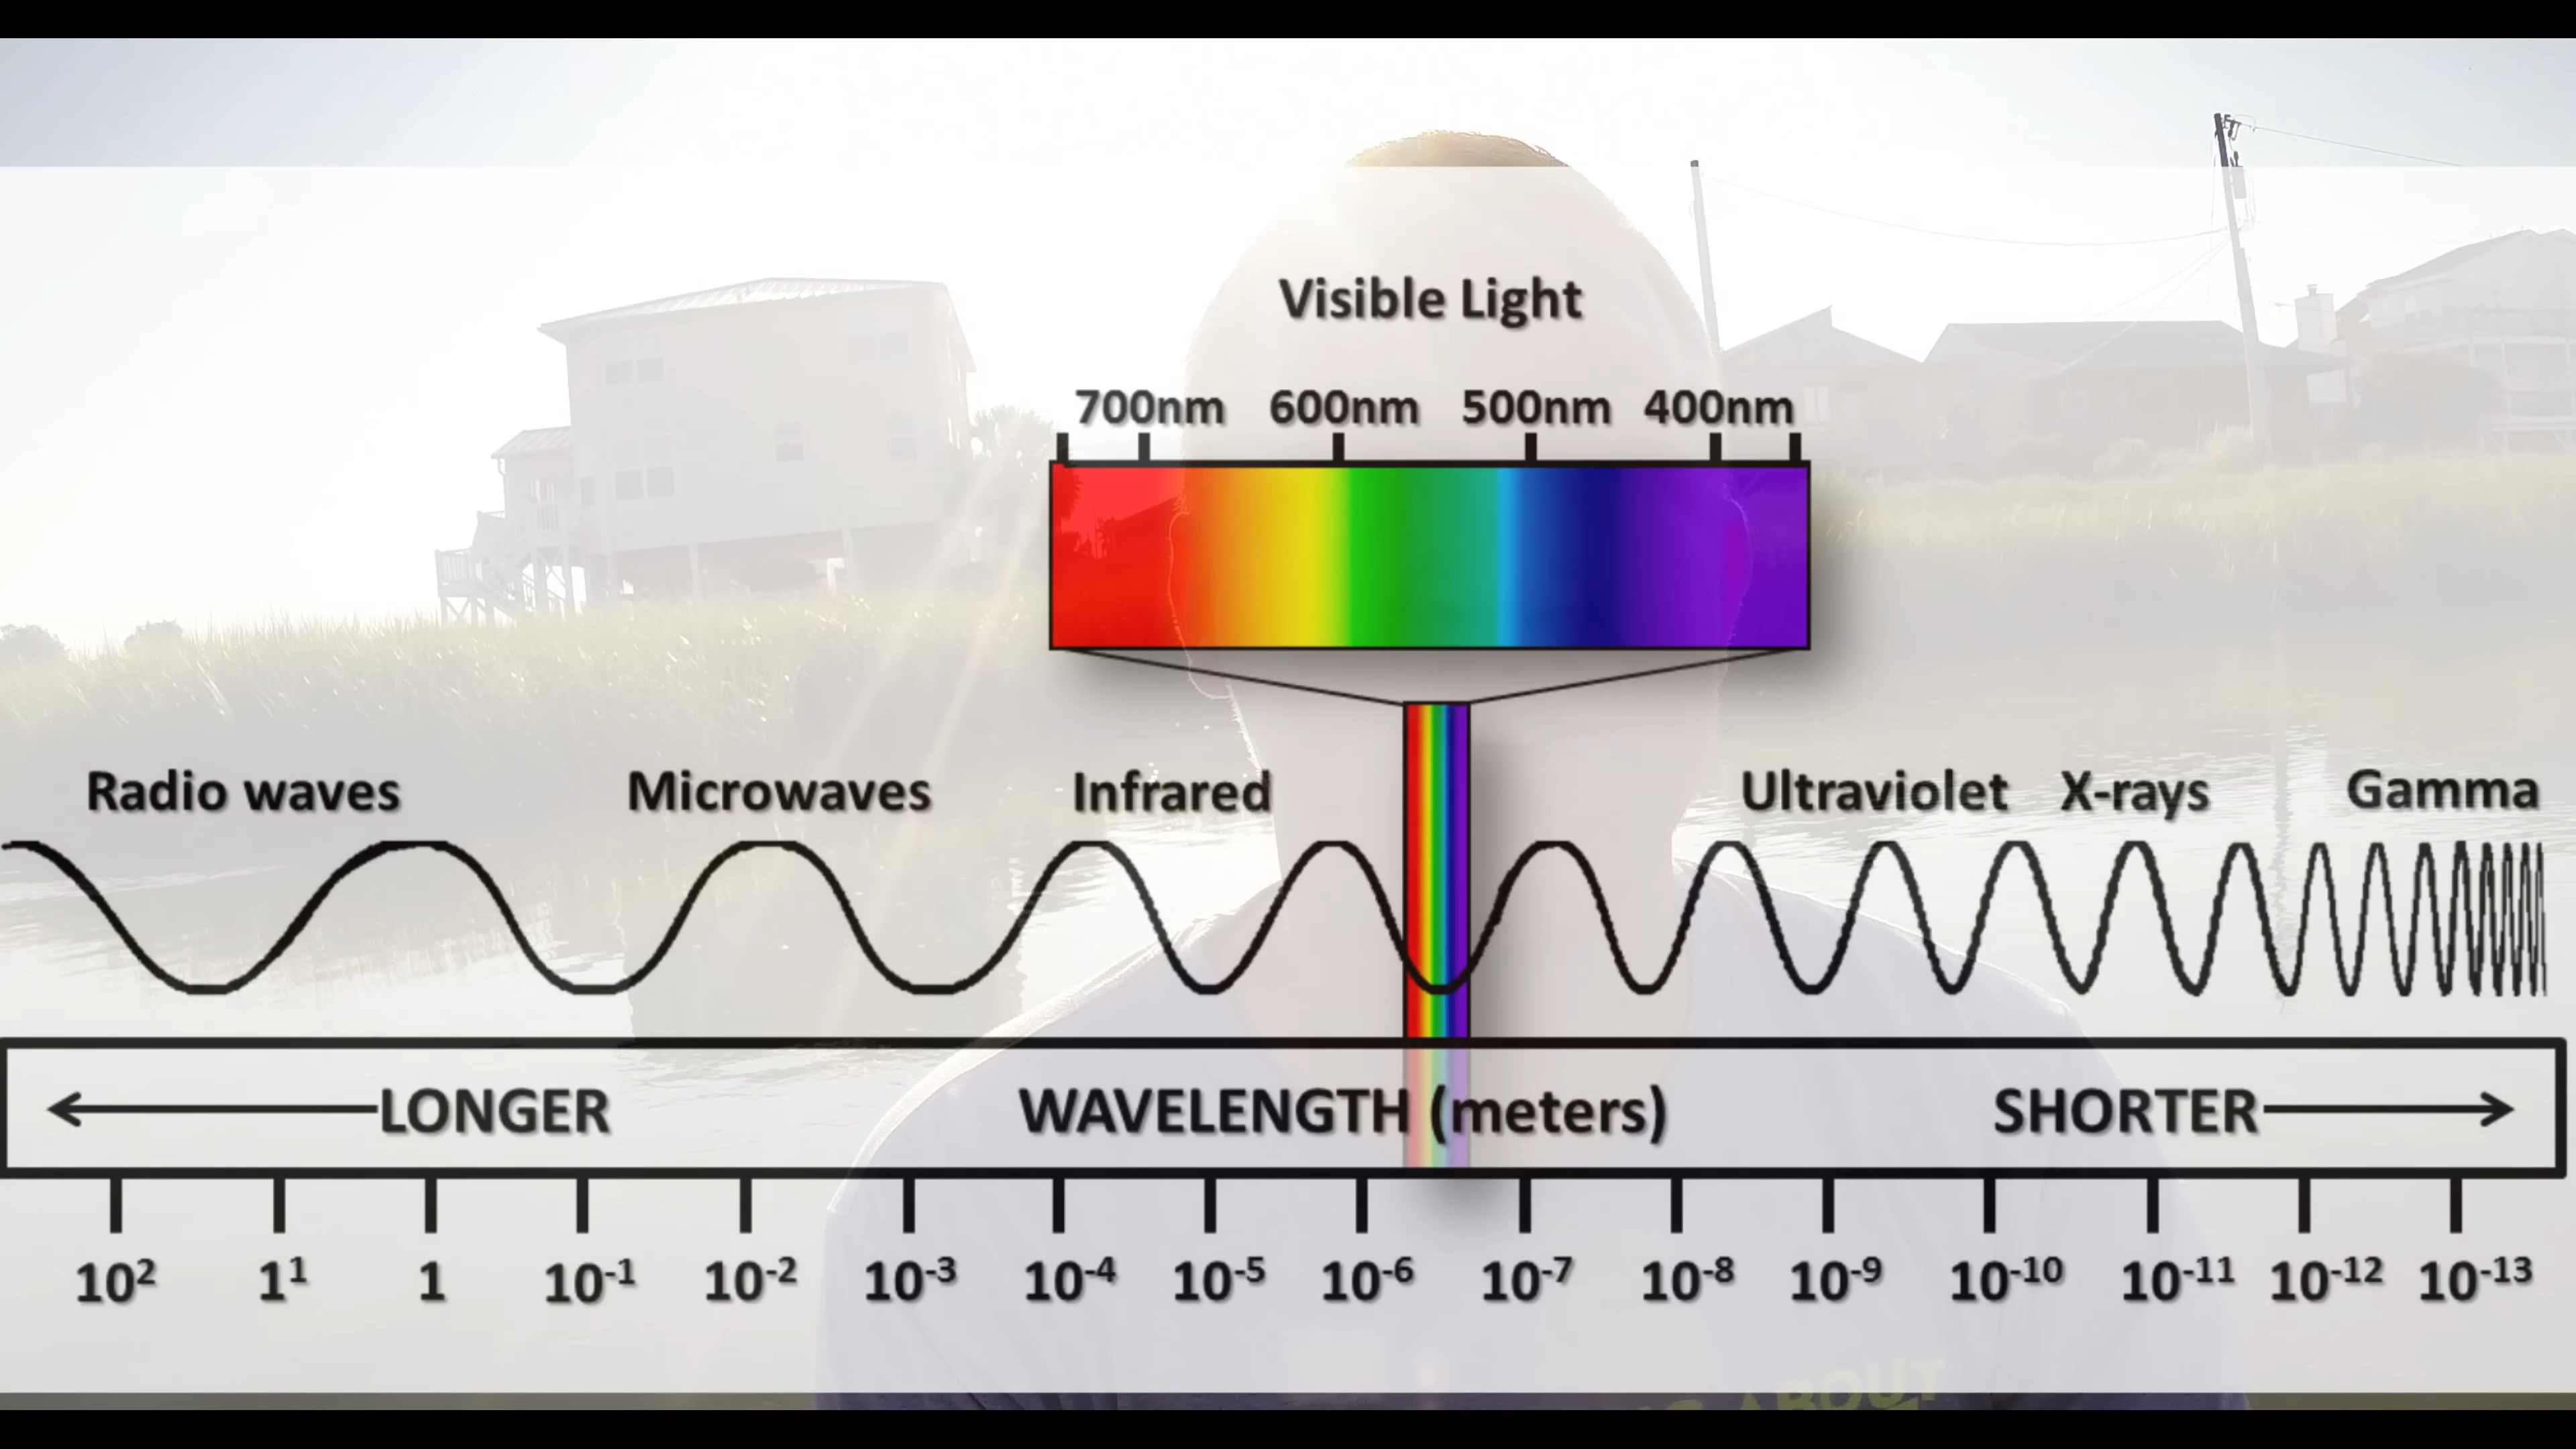 Visible Light
700nm 600nm 500nm 400nm
Radio waves Microwaves Infrared Ultraviolet X-rays Gamma
LONGER WAVELENGTH (meters) SHORTER
10² 1¹ 1 10⁻¹ 10⁻² 10⁻³ 10⁻⁴ 10⁻⁵ 10⁻⁶ 10⁻⁷ 10⁻⁸ 10⁻⁹ 10⁻¹⁰ 10⁻¹¹ 10⁻¹² 10⁻¹³
ABOUT